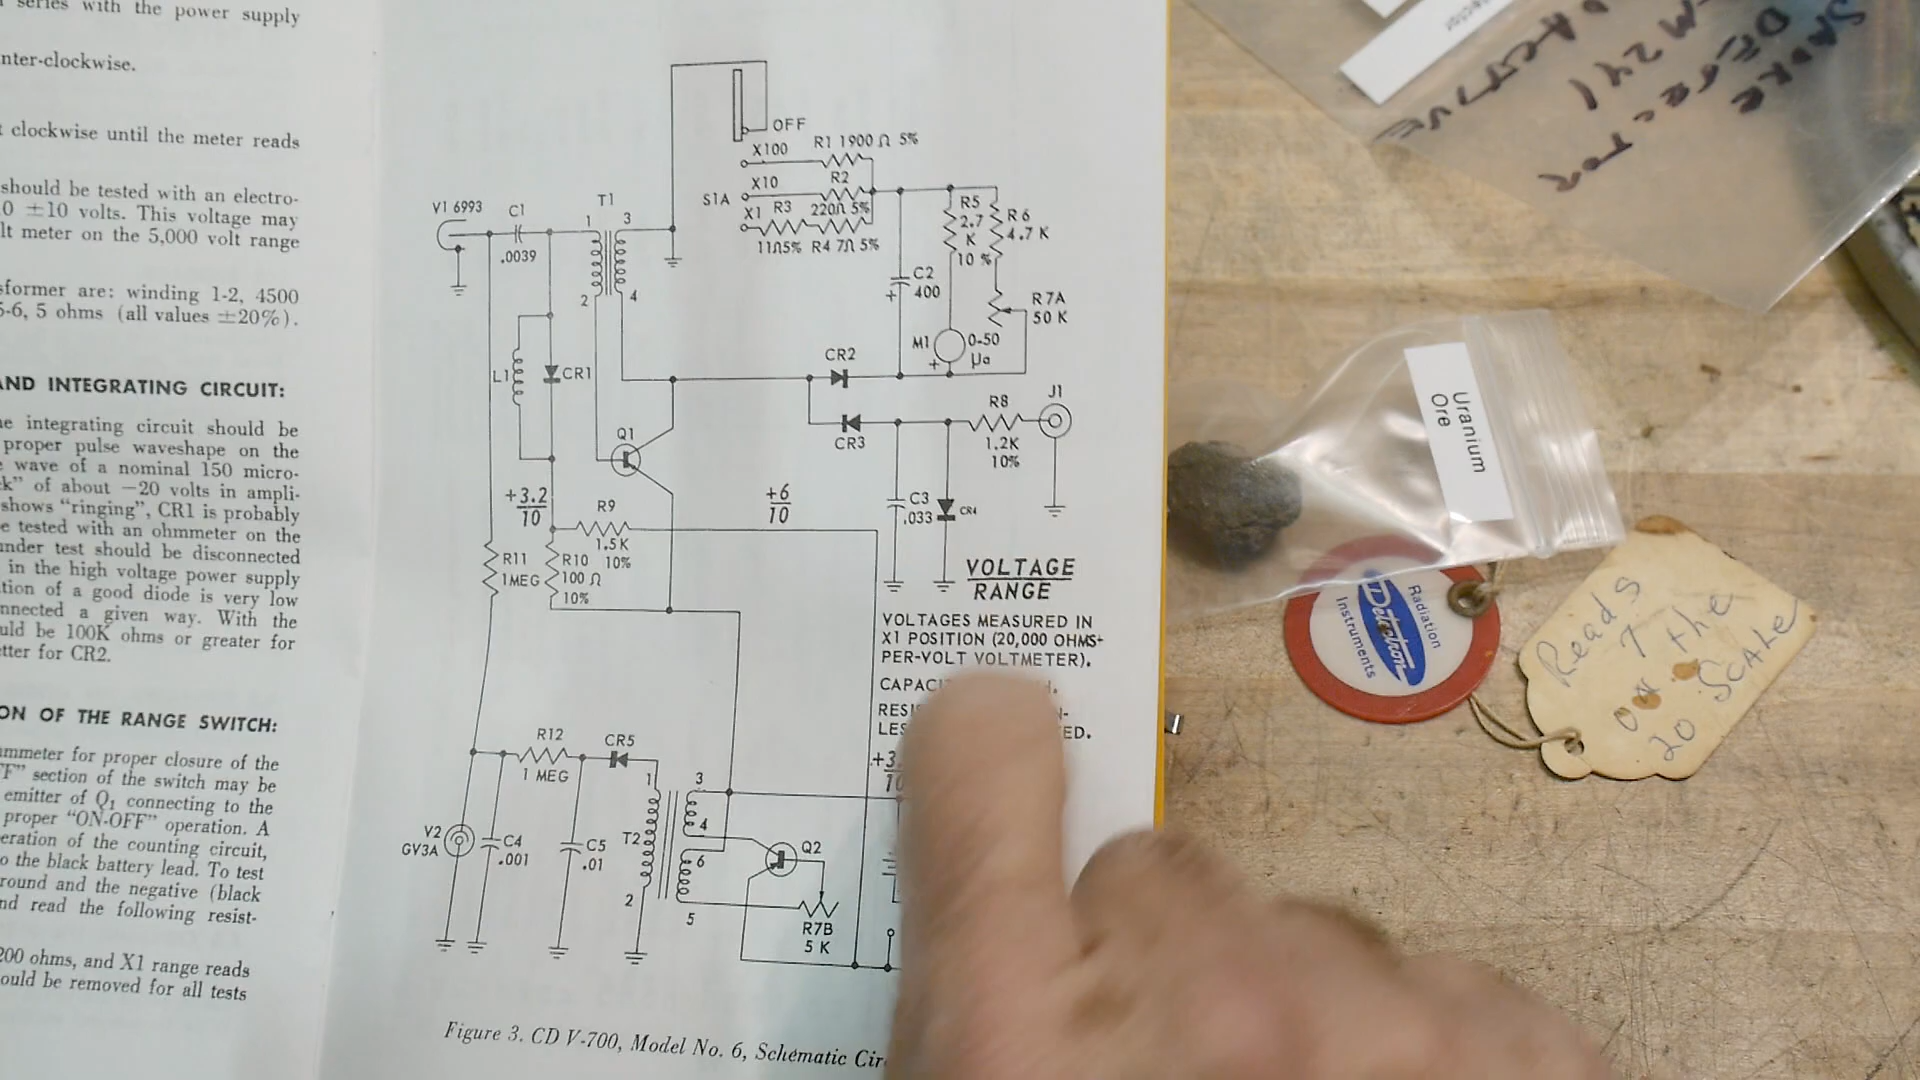 series with the power supply
nter-clockwise.
t clockwise until the meter reads
should be tested with an electro-
0 ±10 volts. This voltage may
lt meter on the 5,000 volt range
sformer are: winding 1-2, 4500
5-6, 5 ohms (all values ±20%).
AND INTEGRATING CIRCUIT:
he integrating circuit should be
proper pulse waveshape on the
e wave of a nominal 150 micro-
k" of about −20 volts in ampli-
shows "ringing", CR1 is probably
e tested with an ohmmeter on the
under test should be disconnected
in the high voltage power supply
tion of a good diode is very low
nnected a given way. With the
uld be 100K ohms or greater for
tter for CR2.
ON OF THE RANGE SWITCH:
mmeter for proper closure of the
F" section of the switch may be
emitter of Q1 connecting to the
proper "ON-OFF" operation. A
eration of the counting circuit,
o the black battery lead. To test
round and the negative (black
nd read the following resist-
200 ohms, and X1 range reads
ould be removed for all tests
OFF
X100
R1 1900 Ω 5%
X10
R2
S1A
X1 R3 220Ω 5%
11Ω5% R4 7Ω 5%
V1 6993
C1
.0039
T1
1
3
2
4
R5
2.7
K
10 %
R6
4.7 K
C2
+ 400
R7A
50 K
M1
+
0-50
µa
L1
CR1
CR2
CR3
Q1
R8
1.2K
10%
J1
C3
.033
CR4
+3.2
10
R9
1.5K
10%
+6
10
R11
1MEG
R10
100 Ω
10%
VOLTAGE
RANGE
VOLTAGES MEASURED IN
X1 POSITION (20,000 OHMS-
PER-VOLT VOLTMETER).
R12
1 MEG
CR5
1
3
4
T2
6
2
5
V2
GV3A
C4
.001
C5
.01
Q2
R7B
5 K
+3.
10
Figure 3. CD V-700, Model No. 6, Schematic Cir
SMOKE
DETECTOR
AM 241
Uranium
Ore
Radiation
Detectron
Instruments
Reads
7
on the
20 SCALE